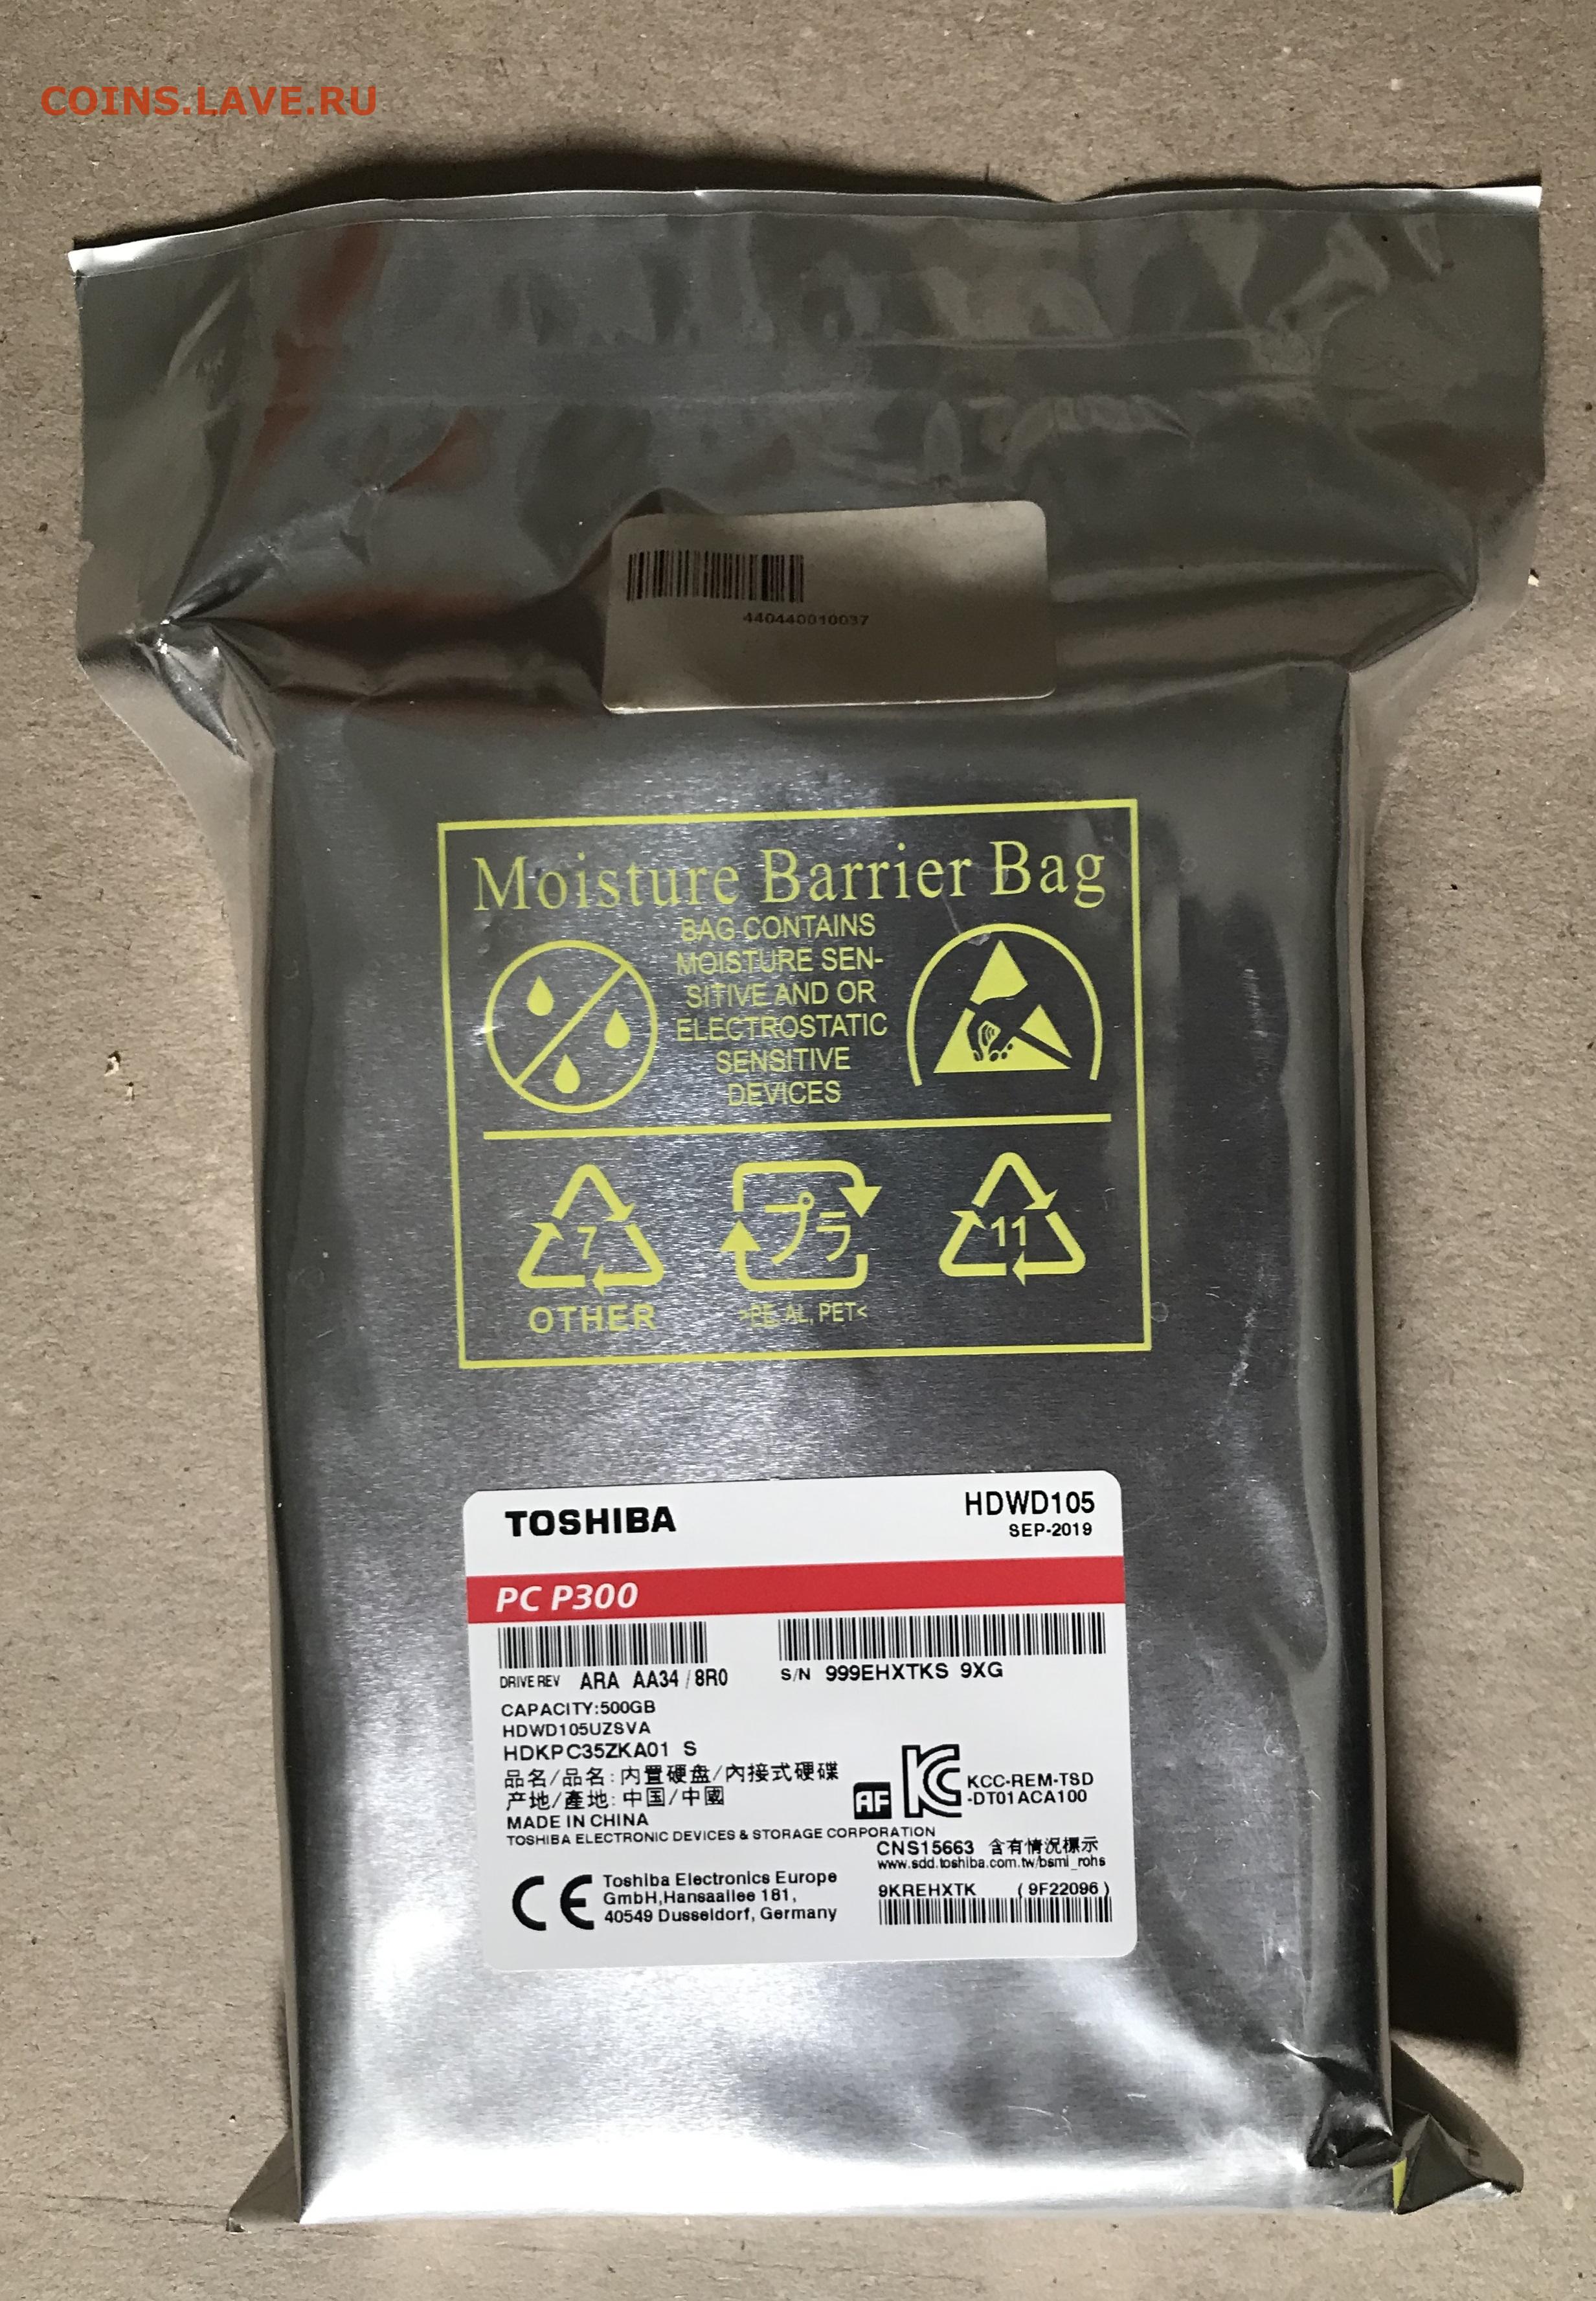 COINS.LAVE.RU
440440010037
Moisture Barrier Bag
BAG CONTAINS
MOISTURE SEN-
SITIVE AND OR
ELECTROSTATIC
SENSITIVE
DEVICES
7
プラ
11
OTHER
>PE, AL, PET<
TOSHIBA
HDWD105
SEP-2019
PC P300
DRIVE REV ARA AA34 / 8R0
S/N 999EHXTKS 9XG
CAPACITY:500GB
HDWD105UZSVA
HDKPC35ZKA01 S
品名/品名: 内置硬盘/內接式硬碟
产地/產地: 中国/中國
MADE IN CHINA
TOSHIBA ELECTRONIC DEVICES & STORAGE CORPORATION
AF
KC
KCC-REM-TSD
-DT01ACA100
CNS15663 含有情況標示
www.sdd.toshiba.com.tw/bsmi_rohs
CE
Toshiba Electronics Europe
GmbH,Hansaallee 181,
40549 Dusseldorf, Germany
9KREHXTK (9F22096)